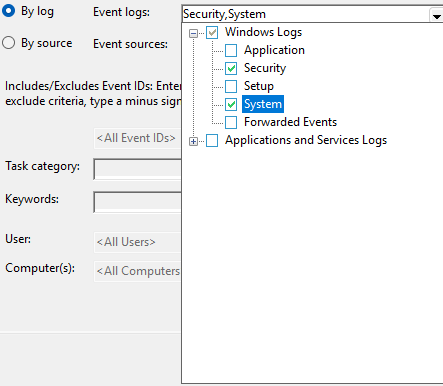 By log
Event logs:
Security,System
Windows Logs
Application
Security
Setup
System
Forwarded Events
Applications and Services Logs
By source
Event sources:
Includes/Excludes Event IDs: Enter
exclude criteria, type a minus sign
<All Event IDs>
Task category:
Keywords:
User:
<All Users>
Computer(s):
<All Computers